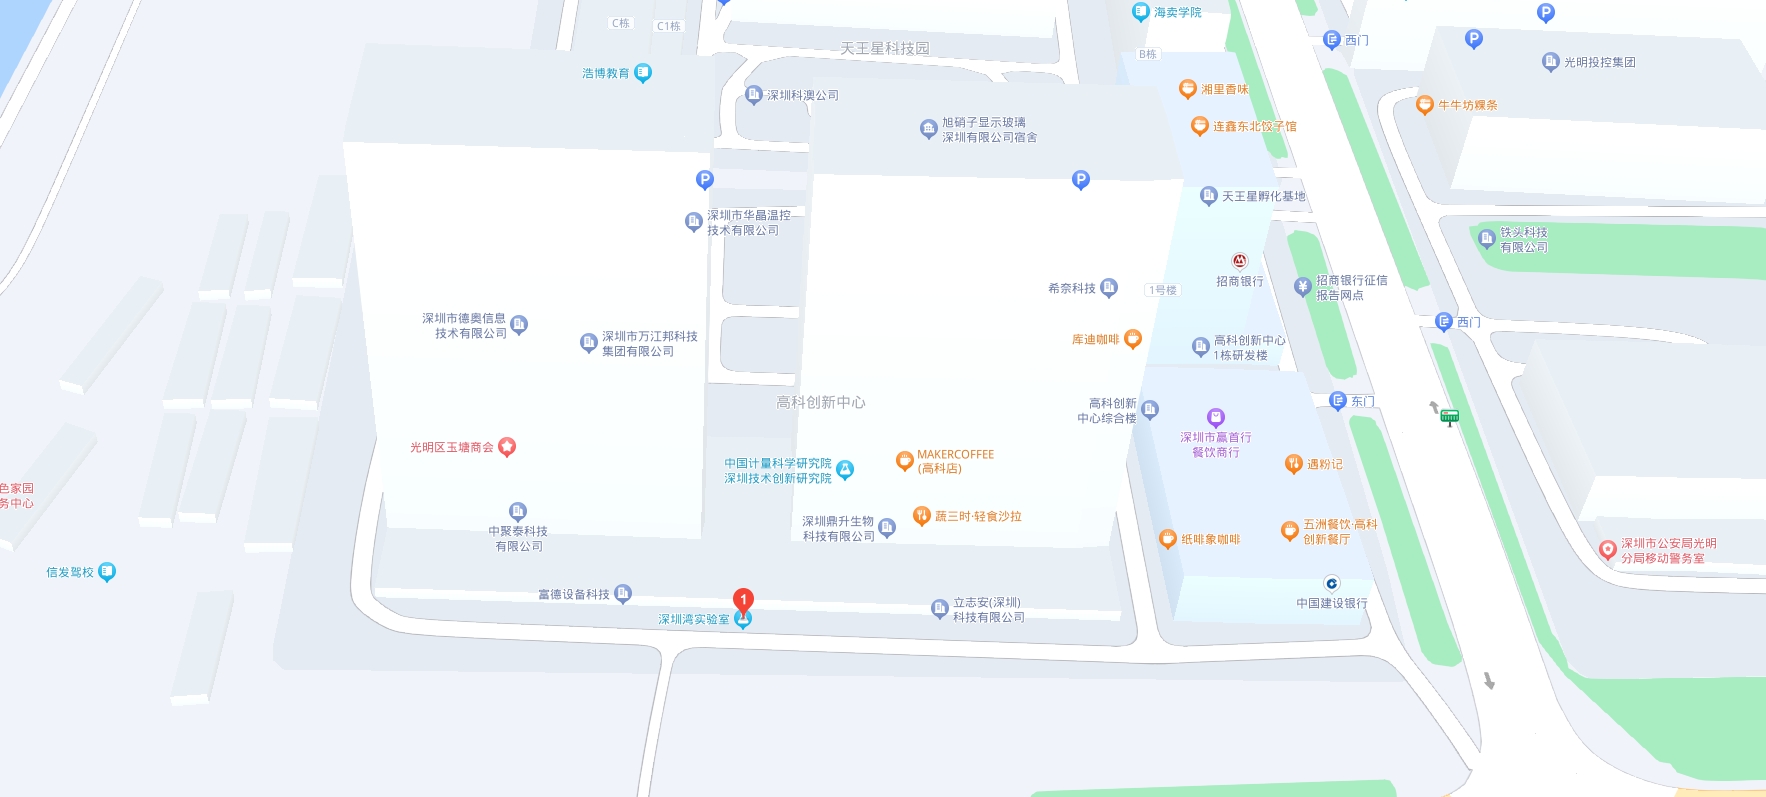 C栋
C1栋
海卖学院
西门
天王星科技园
B栋
光明投控集团
浩博教育
湘里香味
深圳科澳公司
牛牛坊粿条
旭硝子显示玻璃
深圳有限公司宿舍
连鑫东北饺子馆
天王星孵化基地
深圳市华晶温控
技术有限公司
铁头科技
有限公司
招商银行
招商银行征信
报告网点
希奈科技
1号楼
深圳市德奥信息
技术有限公司
深圳市万江邦科技
集团有限公司
西门
库迪咖啡
高科创新中心
1栋研发楼
高科创新中心
高科创新
中心综合楼
东门
光明区玉塘商会
深圳市赢首行
餐饮商行
中国计量科学研究院
深圳技术创新研究院
MAKERCOFFEE
(高科店)
遇粉记
色家园
务中心
中聚泰科技
有限公司
深圳鼎升生物
科技有限公司
蔬三时·轻食沙拉
纸啡象咖啡
五洲餐饮·高科
创新餐厅
深圳市公安局光明
分局移动警务室
信发驾校
富德设备科技
1
深圳湾实验室
立志安(深圳)
科技有限公司
中国建设银行